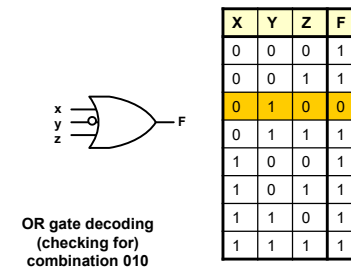 x
y
z
F
OR gate decoding
(checking for)
combination 010
X Y Z F
0 0 0 1
0 0 1 1
0 1 0 0
0 1 1 1
1 0 0 1
1 0 1 1
1 1 0 1
1 1 1 1